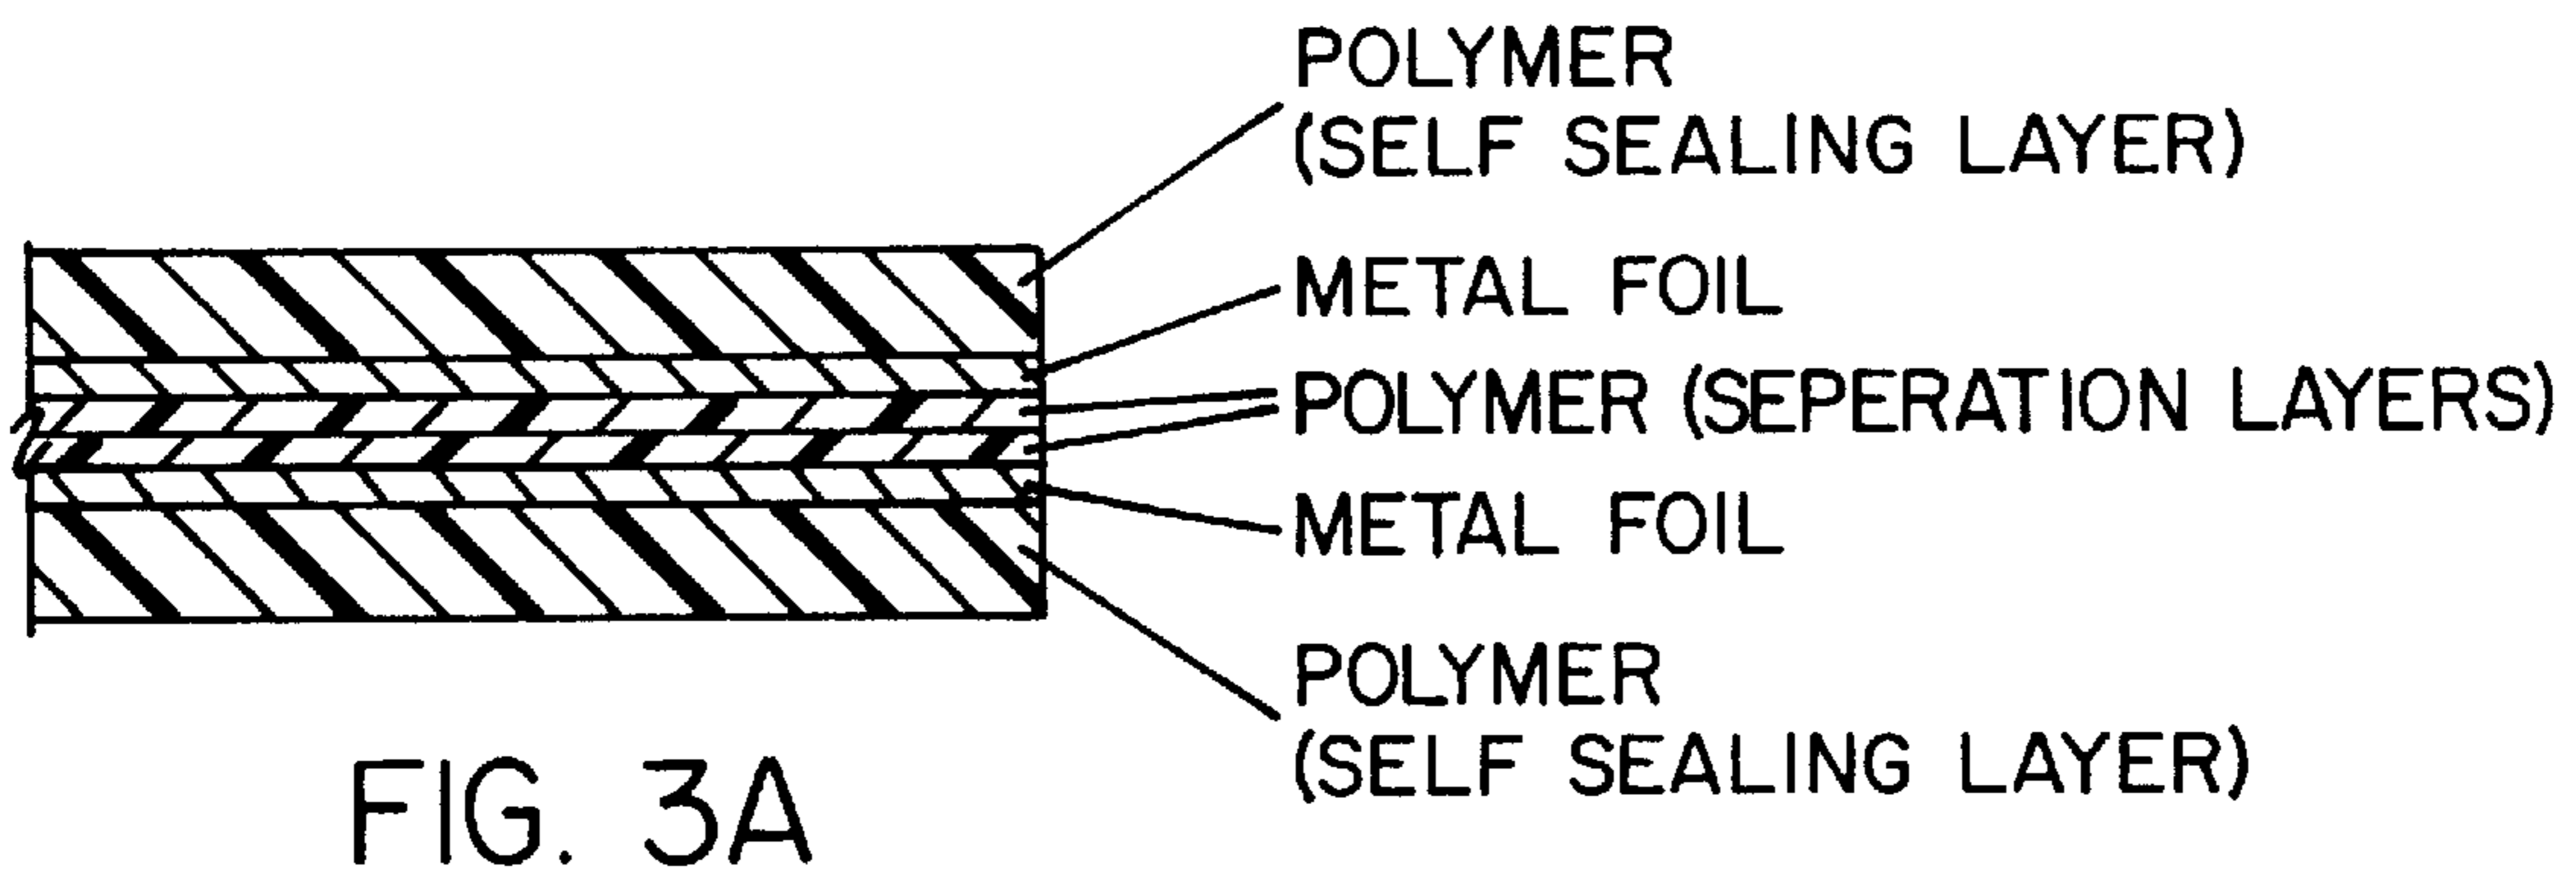 POLYMER
(SELF SEALING LAYER)
METAL FOIL
POLYMER (SEPERATION LAYERS)
METAL FOIL
POLYMER
(SELF SEALING LAYER)
FIG. 3A